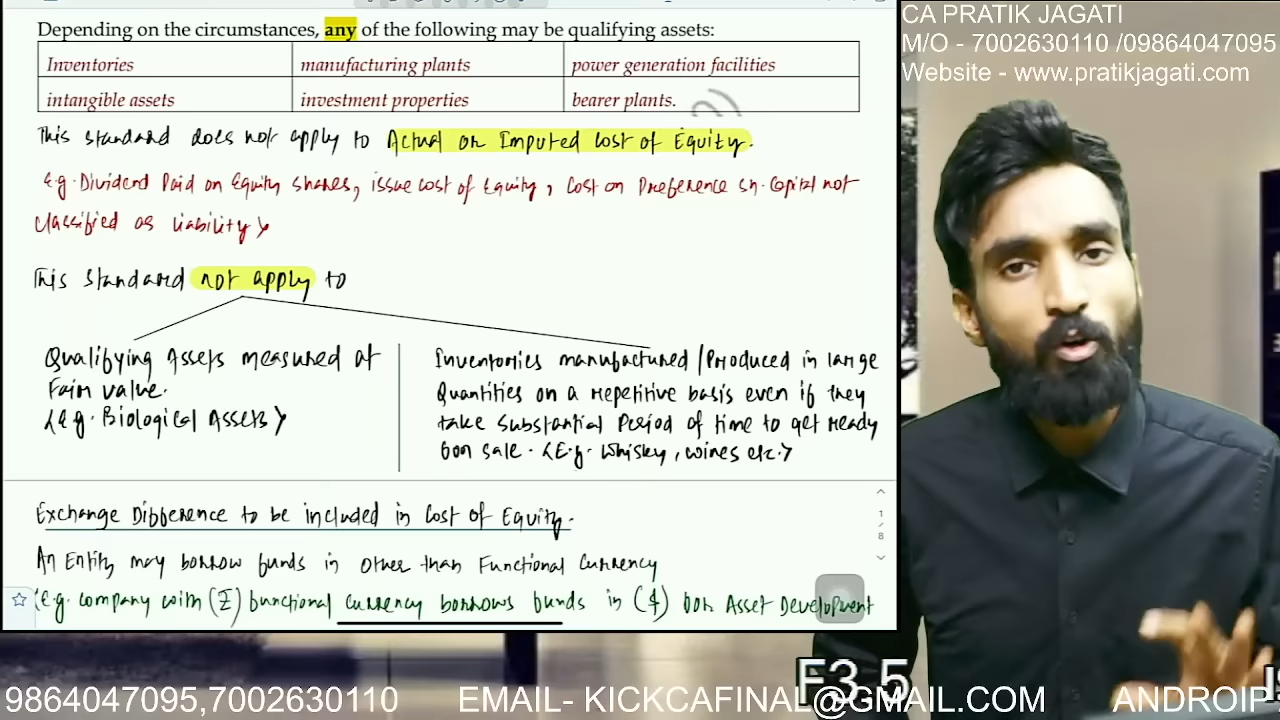 Depending on the circumstances, any of the following may be qualifying assets:
Inventories manufacturing plants power generation facilities
intangible assets investment properties bearer plants.
This standard does not apply to Actual or Imputed Cost of Equity.
E.g. Dividend Paid on Equity shares, issue cost of Equity, Cost on Preference sh. Capital not
classified as liability>
This standard not apply to
Qualifying Assets measured at
Fair value.
<Eg. Biological Assets>
Inventories manufactured/Produced in large
Quantities on a repetitive basis even if they
take substantial Period of time to get ready
for sale. <E.g. Whisky, wines etc.>
Exchange Difference to be included in Cost of Equity.
An Entity may borrow funds in other than Functional Currency
(E.g. company with (₹) functional currency borrows funds in ($) for Asset Development
1
/
8
CA PRATIK JAGATI
M/O - 7002630110 /09864047095
Website - www.pratikjagati.com
F3.5
9864047095,7002630110 EMAIL- KICKCAFINAL@GMAIL.COM